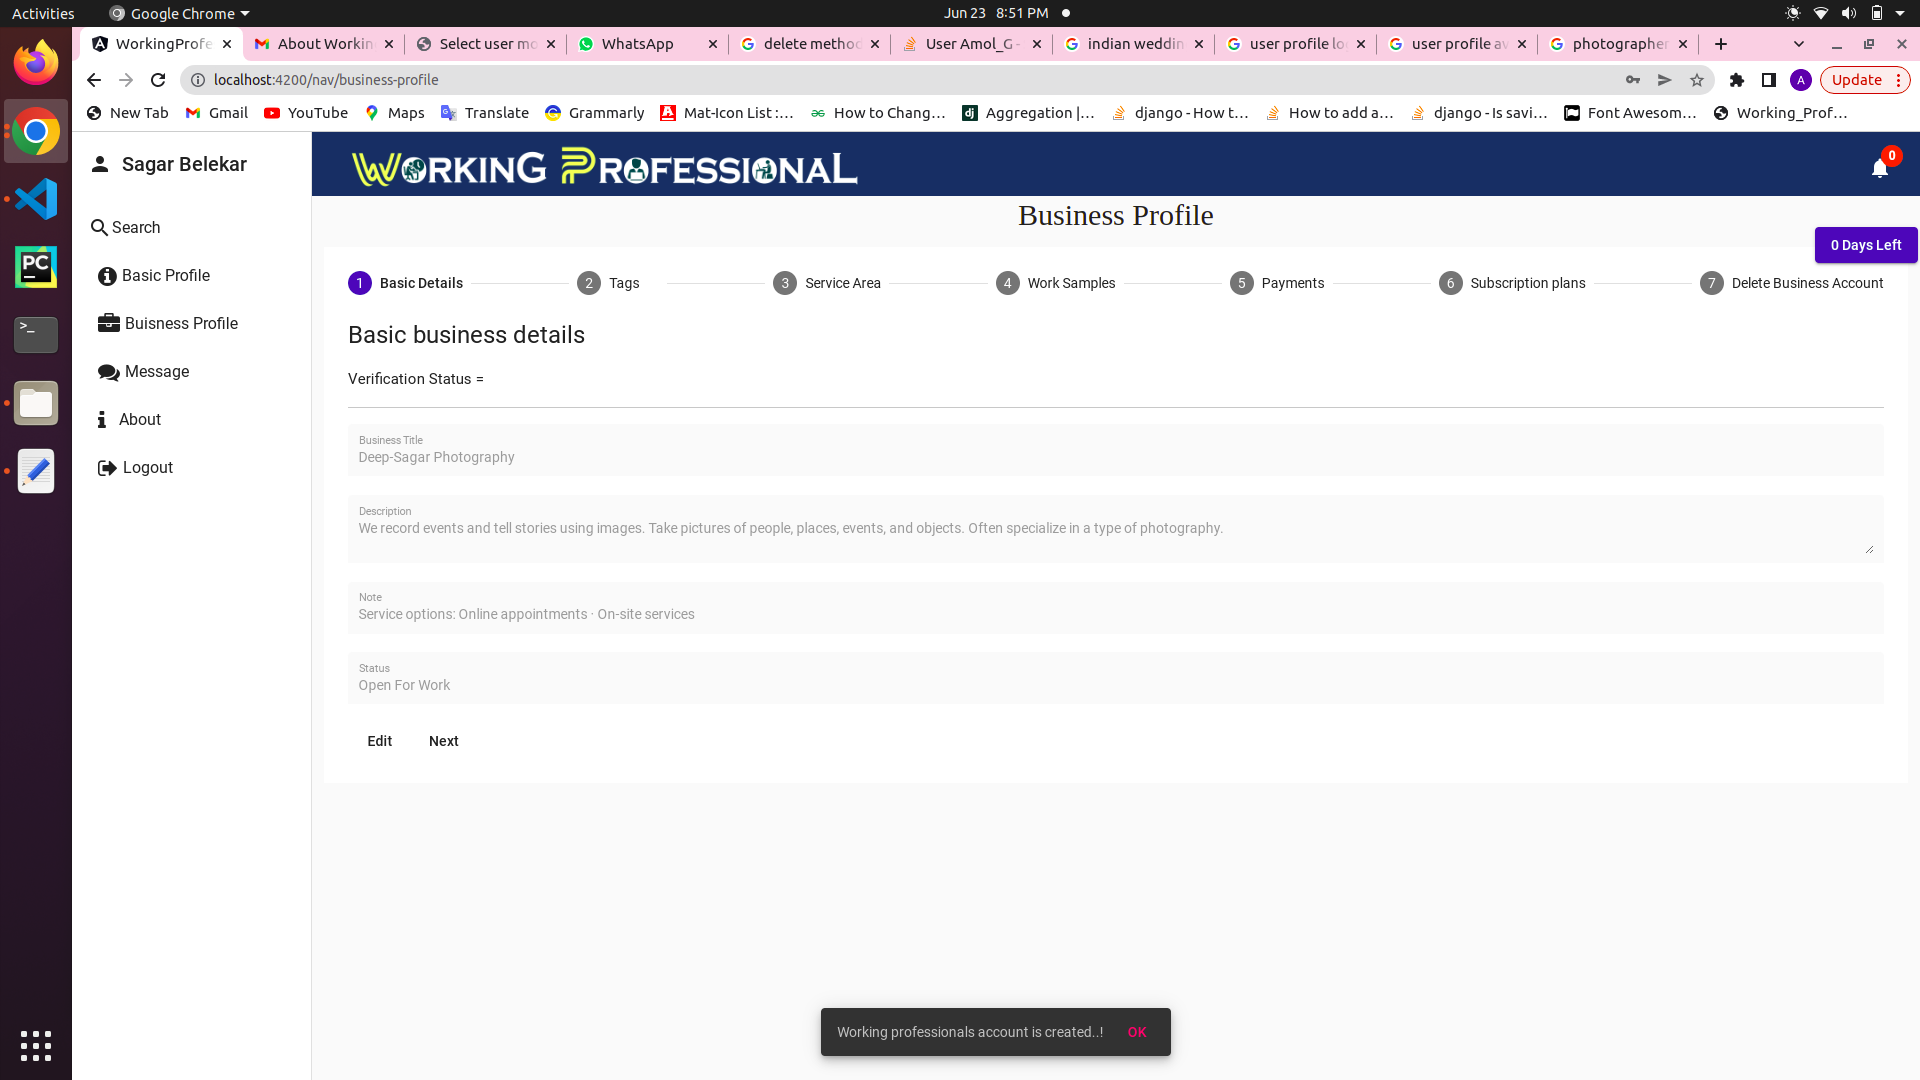 Activities
Google Chrome
Jun 23 8:51 PM
WorkingProfe
About Workin
Select user mo
WhatsApp
delete metho
User Amol_G -
indian weddin
user profile lo
user profile av
photographer
localhost:4200/nav/business-profile
A
Update
New Tab
Gmail
YouTube
Maps
Translate
Grammarly
Mat-Icon List :...
How to Chang...
dj
Aggregation |...
django - How t...
How to add a...
django - Is savi...
Font Awesom...
Working_Prof...
PC
>_
Sagar Belekar
Search
Basic Profile
Buisness Profile
Message
About
Logout
WORKING PROFESSIONAL
0
Business Profile
0 Days Left
1 Basic Details
2 Tags
3 Service Area
4 Work Samples
5 Payments
6 Subscription plans
7 Delete Business Account
Basic business details
Verification Status =
Business Title
Deep-Sagar Photography
Description
We record events and tell stories using images. Take pictures of people, places, events, and objects. Often specialize in a type of photography.
Note
Service options: Online appointments · On-site services
Status
Open For Work
Edit
Next
Working professionals account is created..!
OK